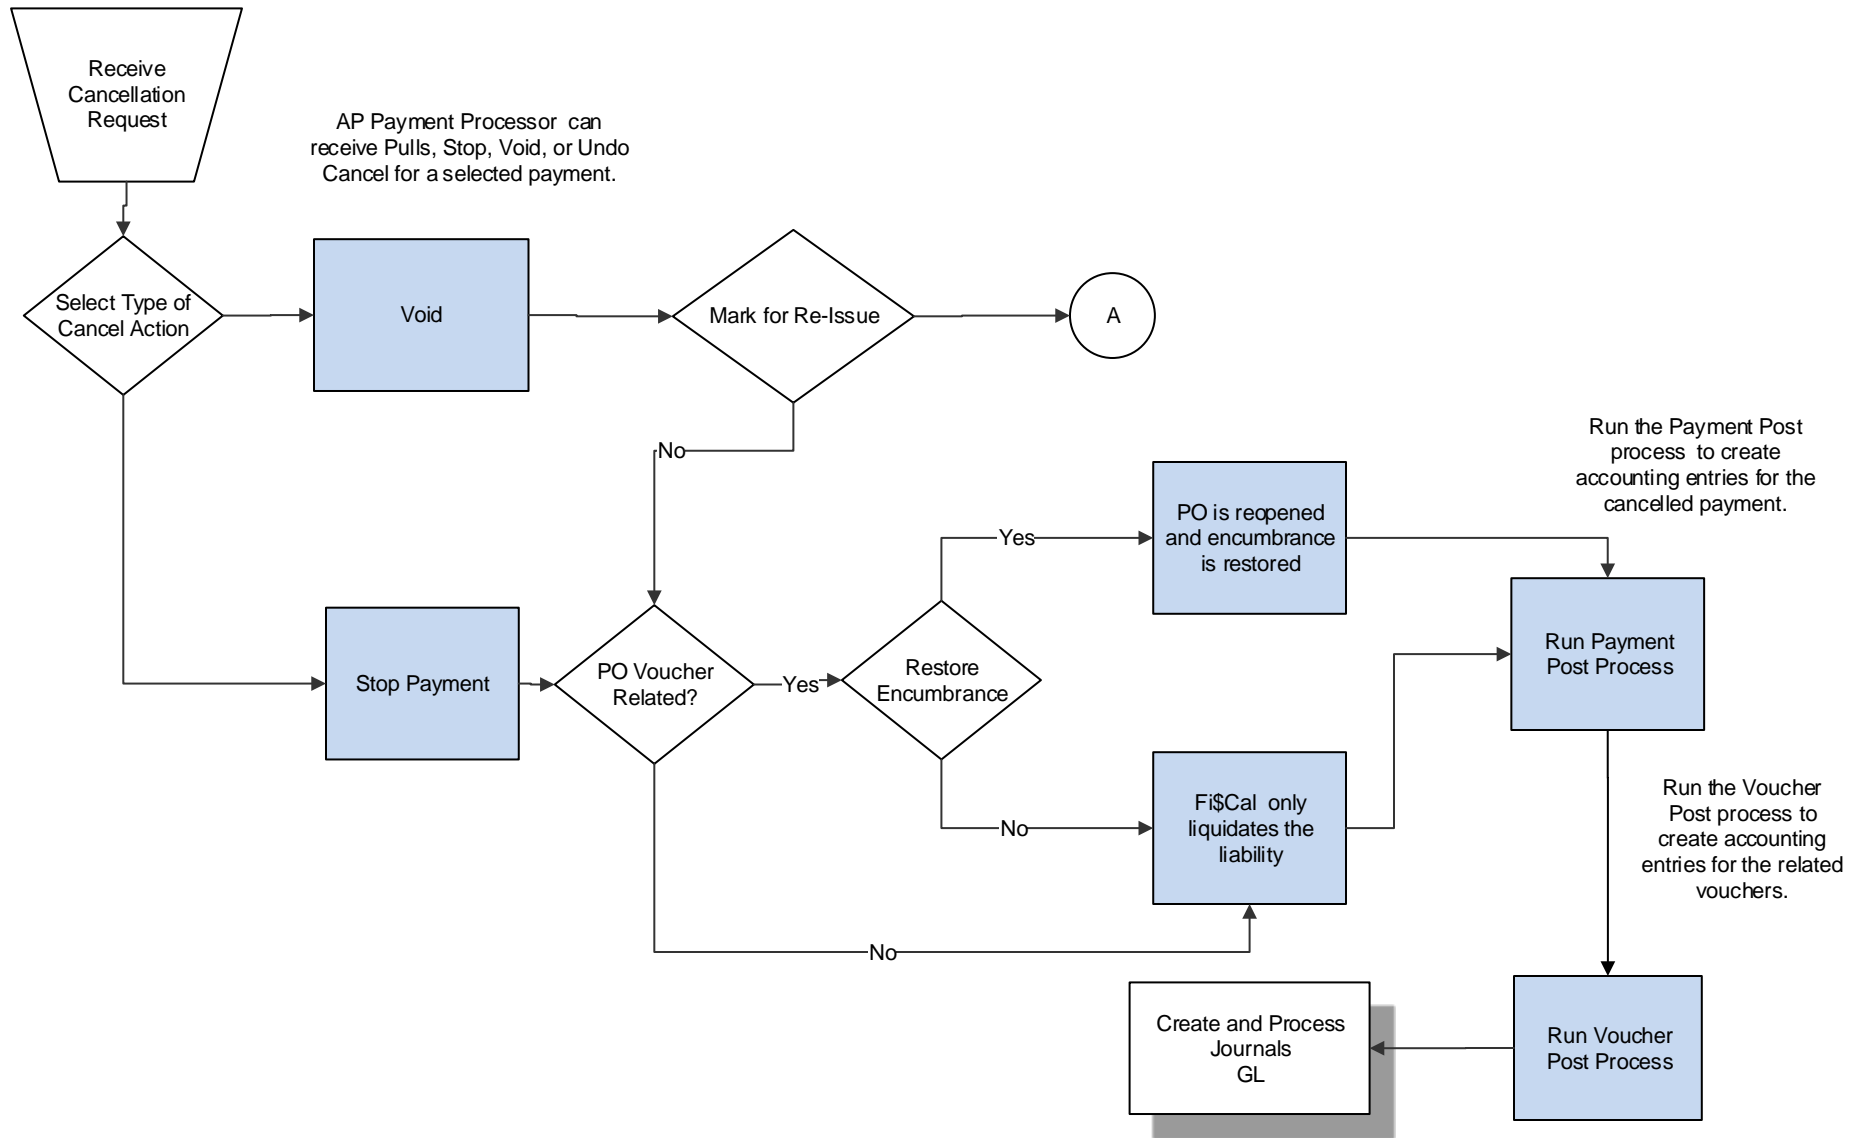 Receive
Cancellation
Request
AP Payment Processor can
receive Pulls, Stop, Void, or Undo
Cancel for a selected payment.
Select Type of
Cancel Action
Void
Mark for Re-Issue
A
No
Run the Payment Post
process to create
accounting entries for the
cancelled payment.
PO is reopened
and encumbrance
is restored
Yes
Stop Payment
PO Voucher
Related?
Yes
Restore
Encumbrance
Run Payment
Post Process
No
Fi$Cal only
liquidates the
liability
Run the Voucher
Post process to
create accounting
entries for the related
vouchers.
No
Create and Process
Journals
GL
Run Voucher
Post Process